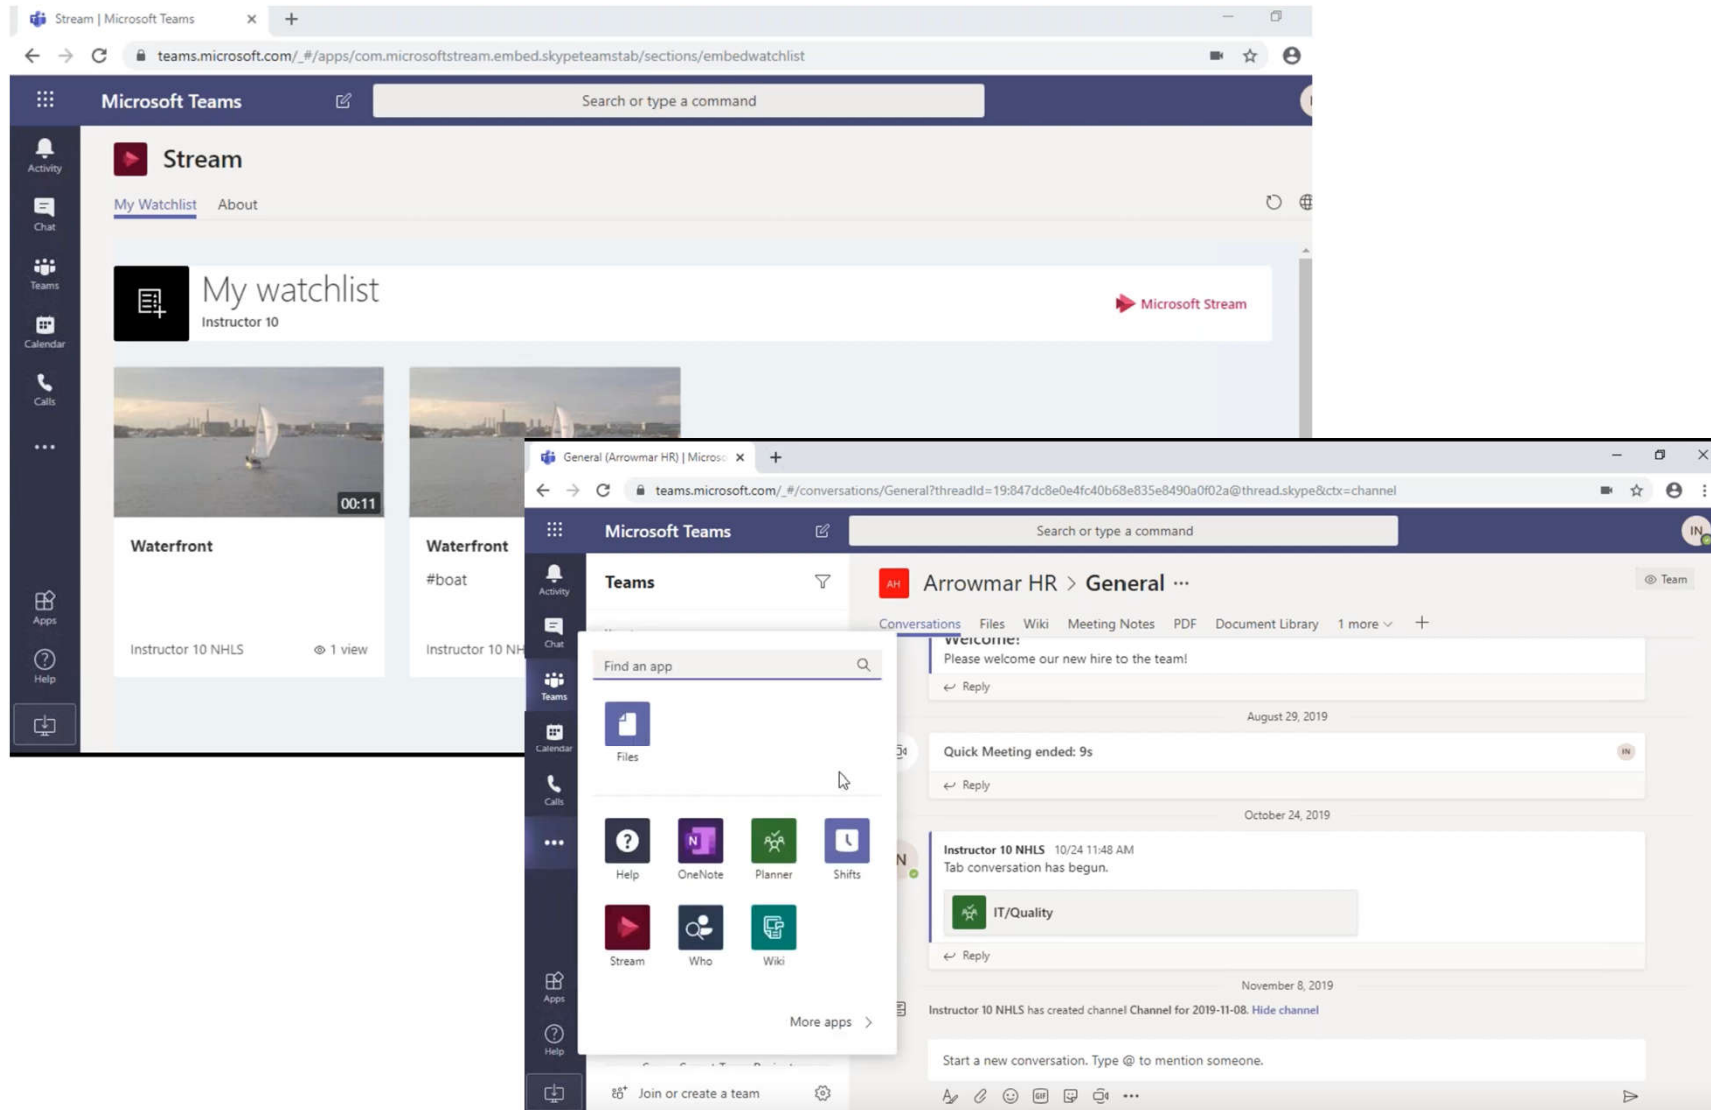 Stream | Microsoft Teams
teams.microsoft.com/_#/apps/com.microsoftstream.embed.skypeteamstab/sections/embedwatchlist
Microsoft Teams
Search or type a command
Activity
Chat
Teams
Calendar
Calls
Apps
Help
Stream
My Watchlist About
My watchlist
Instructor 10
Microsoft Stream
00:11
Waterfront
Instructor 10 NHLS 1 view
Waterfront
#boat
Instructor 10 NH
General (Arrowmar HR) | Micros
teams.microsoft.com/_#/conversations/General?threadId=19:847dc8e0e4fc40b68e835e8490a0f02a@thread.skype&ctx=channel
Microsoft Teams
Search or type a command
IN
Activity
Chat
Teams
Calendar
Calls
Apps
Help
Teams
Find an app
Files
Help OneNote Planner Shifts
Stream Who Wiki
More apps
Join or create a team
AH Arrowmar HR > General ...
Team
Conversations Files Wiki Meeting Notes PDF Document Library 1 more +
Welcome!
Please welcome our new hire to the team!
Reply
August 29, 2019
Quick Meeting ended: 9s
IN
Reply
October 24, 2019
N
Instructor 10 NHLS 10/24 11:48 AM
Tab conversation has begun.
IT/Quality
Reply
November 8, 2019
Instructor 10 NHLS has created channel Channel for 2019-11-08. Hide channel
Start a new conversation. Type @ to mention someone.
GIF